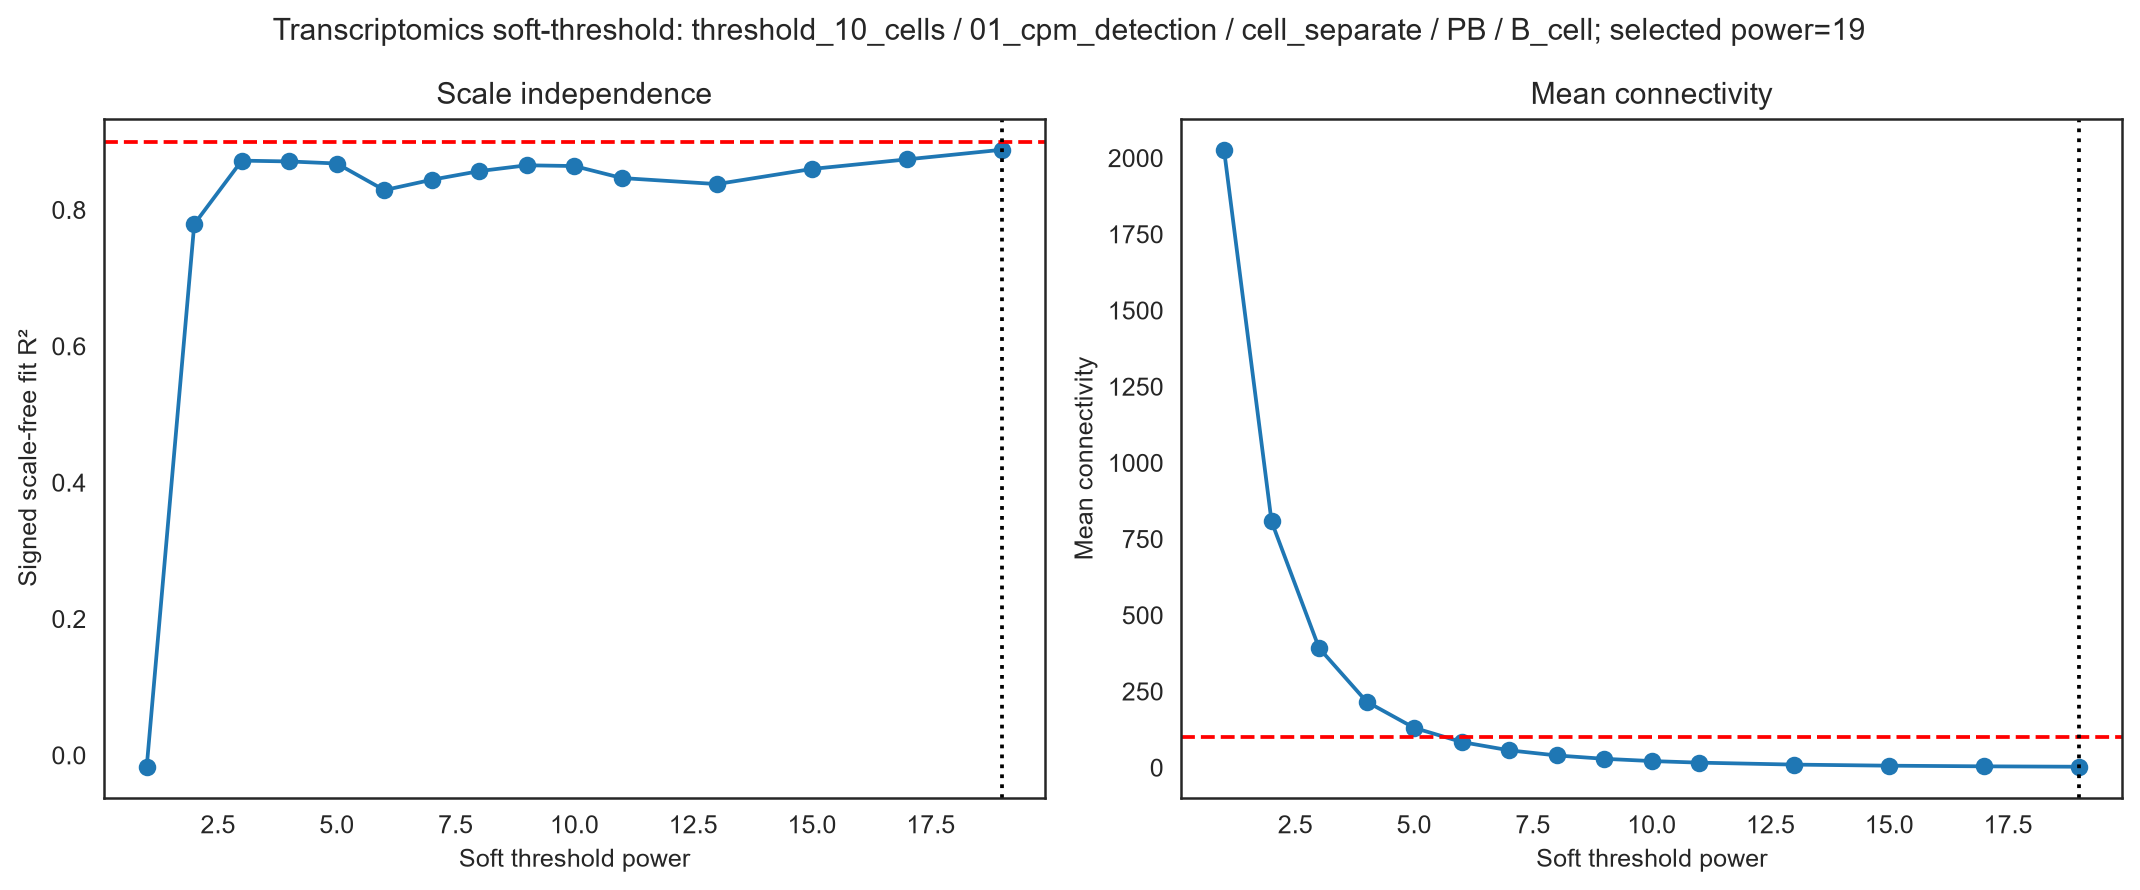 Transcriptomics soft-threshold: threshold_10_cells / 01_cpm_detection / cell_separate / PB / B_cell; selected power=19
Scale independence
Signed scale-free fit R²
0.8
0.6
0.4
0.2
0.0
2.5 5.0 7.5 10.0 12.5 15.0 17.5
Soft threshold power
Mean connectivity
Mean connectivity
2000
1750
1500
1250
1000
750
500
250
0
2.5 5.0 7.5 10.0 12.5 15.0 17.5
Soft threshold power